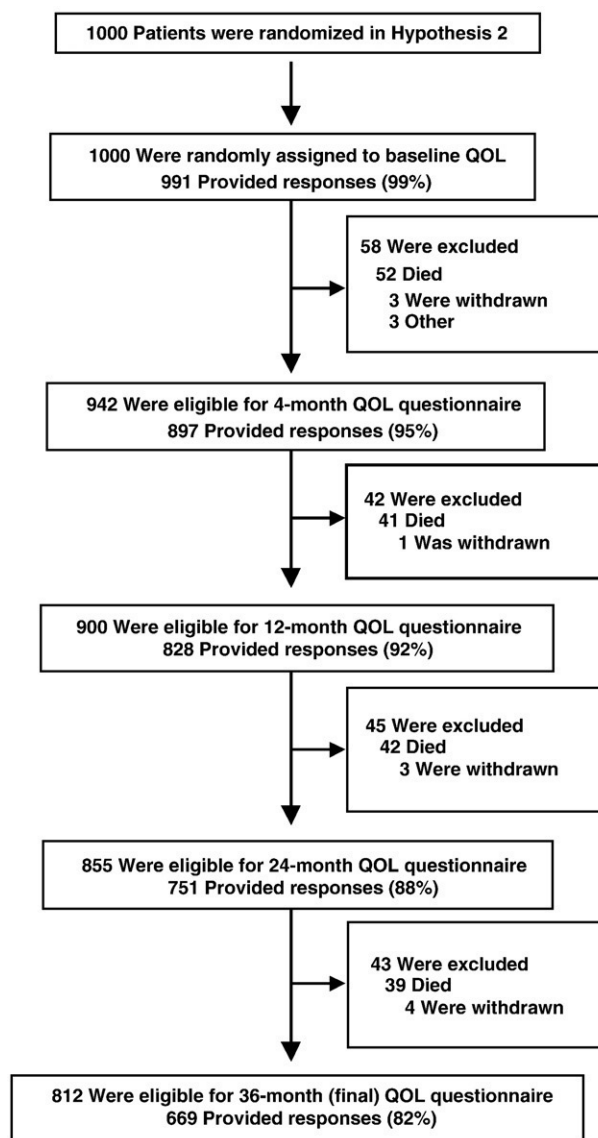 1000 Patients were randomized in Hypothesis 2
1000 Were randomly assigned to baseline QOL
991 Provided responses (99%)
58 Were excluded
52 Died
3 Were withdrawn
3 Other
942 Were eligible for 4-month QOL questionnaire
897 Provided responses (95%)
42 Were excluded
41 Died
1 Was withdrawn
900 Were eligible for 12-month QOL questionnaire
828 Provided responses (92%)
45 Were excluded
42 Died
3 Were withdrawn
855 Were eligible for 24-month QOL questionnaire
751 Provided responses (88%)
43 Were excluded
39 Died
4 Were withdrawn
812 Were eligible for 36-month (final) QOL questionnaire
669 Provided responses (82%)